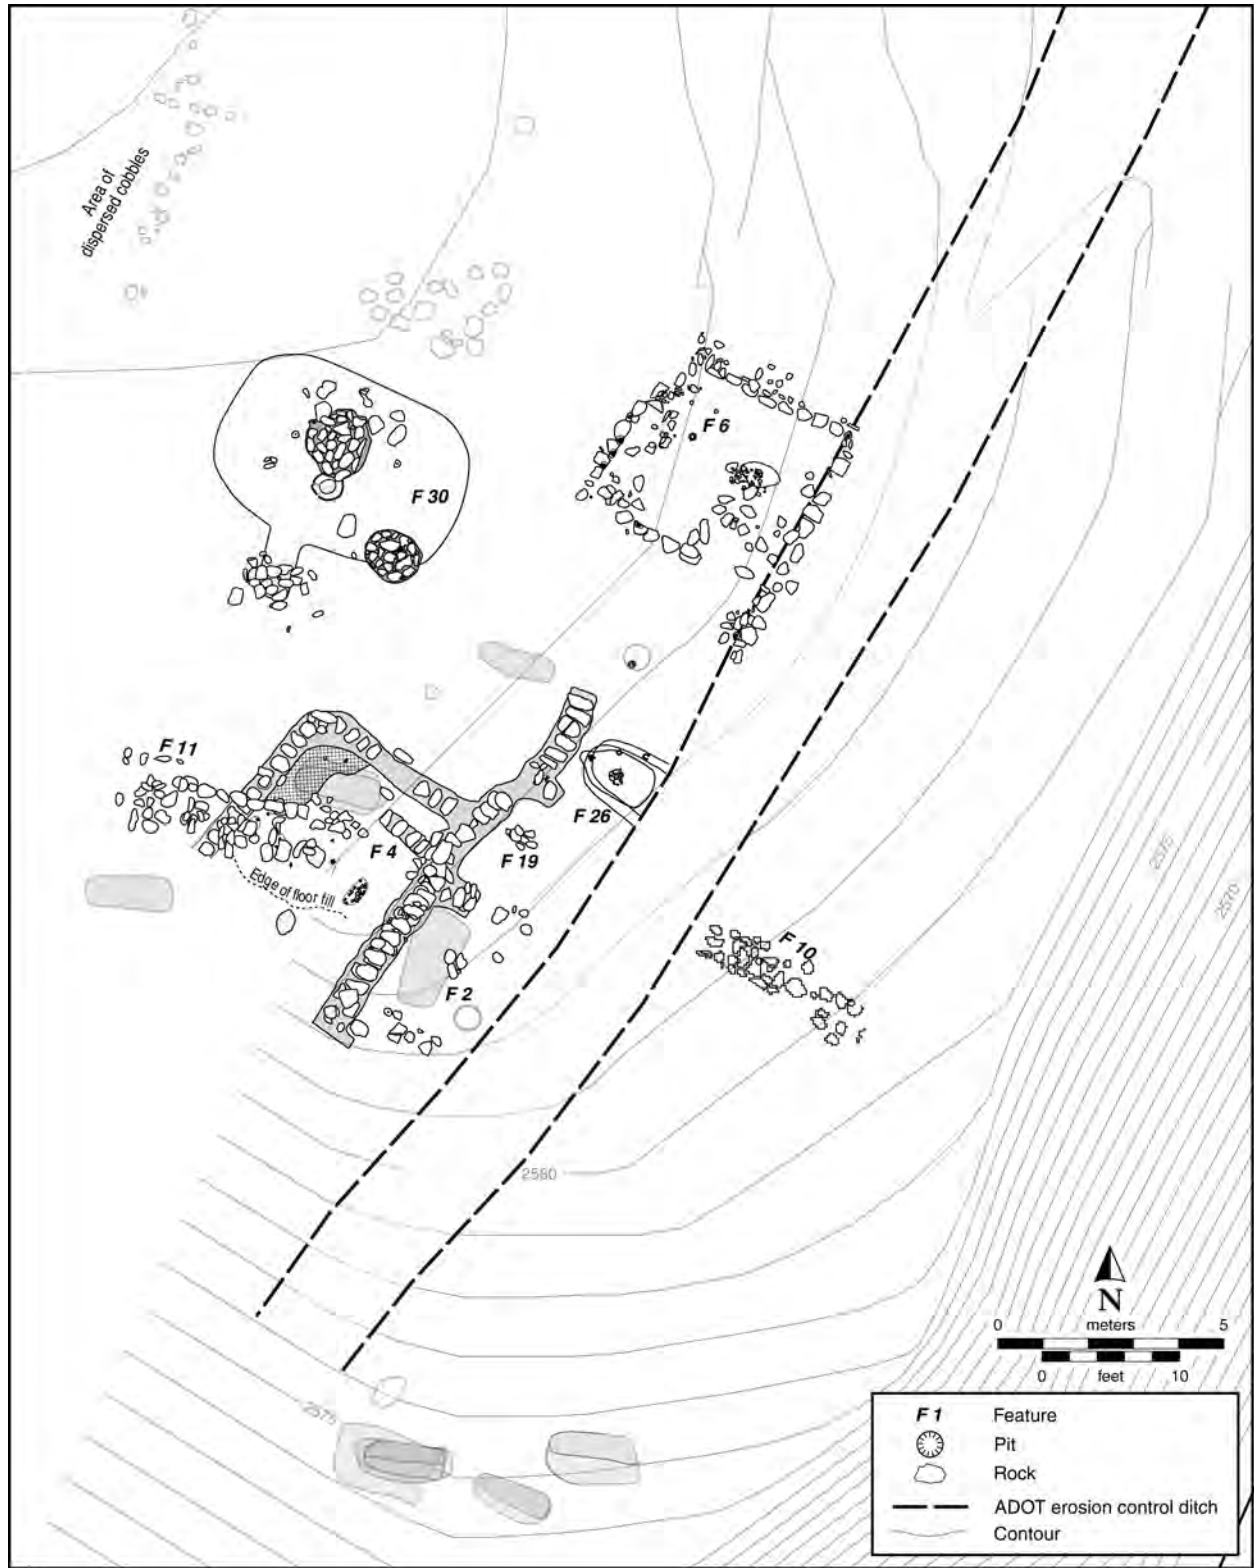 Area of
dispersed cobbles
F 6
F 30
F 11
F 26
F 4
F 19
Edge of floor fill
F 10
F 2
2575
2570
2580
2575
N
0 meters 5
0 feet 10
F 1 Feature
Pit
Rock
ADOT erosion control ditch
Contour